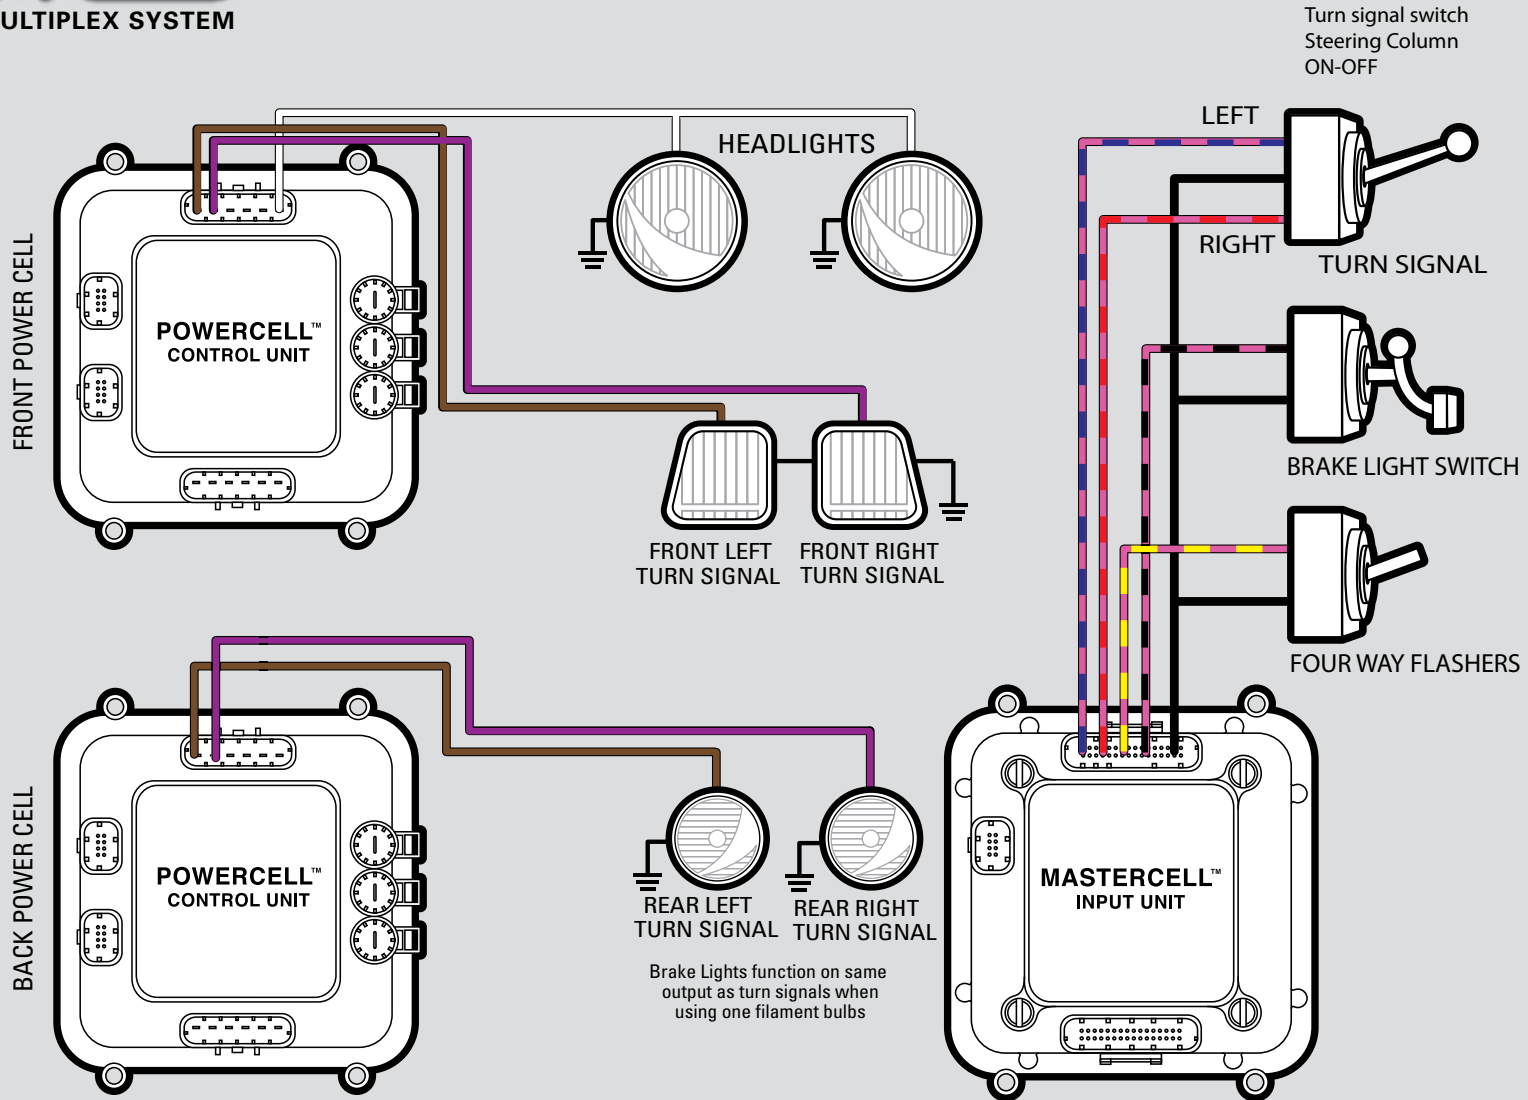 ULTIPLEX SYSTEM
Turn signal switch
Steering Column
ON-OFF
LEFT
HEADLIGHTS
RIGHT
TURN SIGNAL
FRONT POWER CELL
POWERCELL™
CONTROL UNIT
BRAKE LIGHT SWITCH
FRONT LEFT
TURN SIGNAL
FRONT RIGHT
TURN SIGNAL
FOUR WAY FLASHERS
BACK POWER CELL
POWERCELL™
CONTROL UNIT
REAR LEFT
TURN SIGNAL
REAR RIGHT
TURN SIGNAL
Brake Lights function on same
output as turn signals when
using one filament bulbs
MASTERCELL™
INPUT UNIT